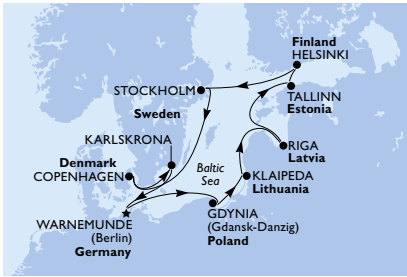 Finland
HELSINKI
STOCKHOLM
TALLINN
Estonia
Sweden
KARLSKRONA
RIGA
Latvia
Denmark
COPENHAGEN
Baltic
Sea
KLAIPEDA
Lithuania
WARNEMUNDE
(Berlin)
Germany
GDYNIA
(Gdansk-Danzig)
Poland